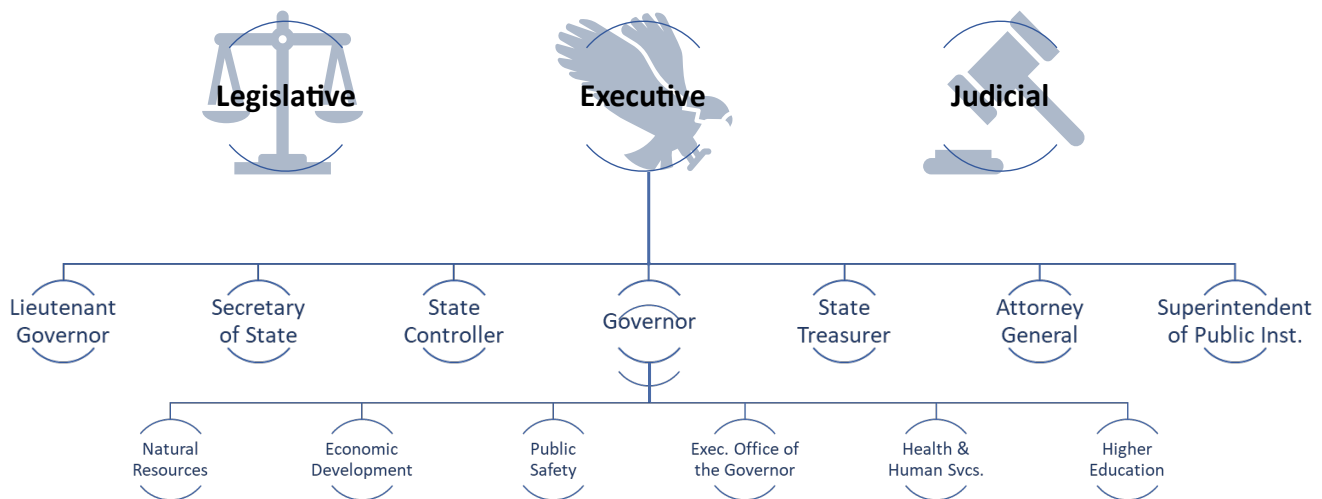 Legislative
Executive
Judicial
Lieutenant
Governor
Secretary
of State
State
Controller
Governor
State
Treasurer
Attorney
General
Superintendent
of Public Inst.
Natural
Resources
Economic
Development
Public
Safety
Exec. Office of
the Governor
Health &
Human Svcs.
Higher
Education